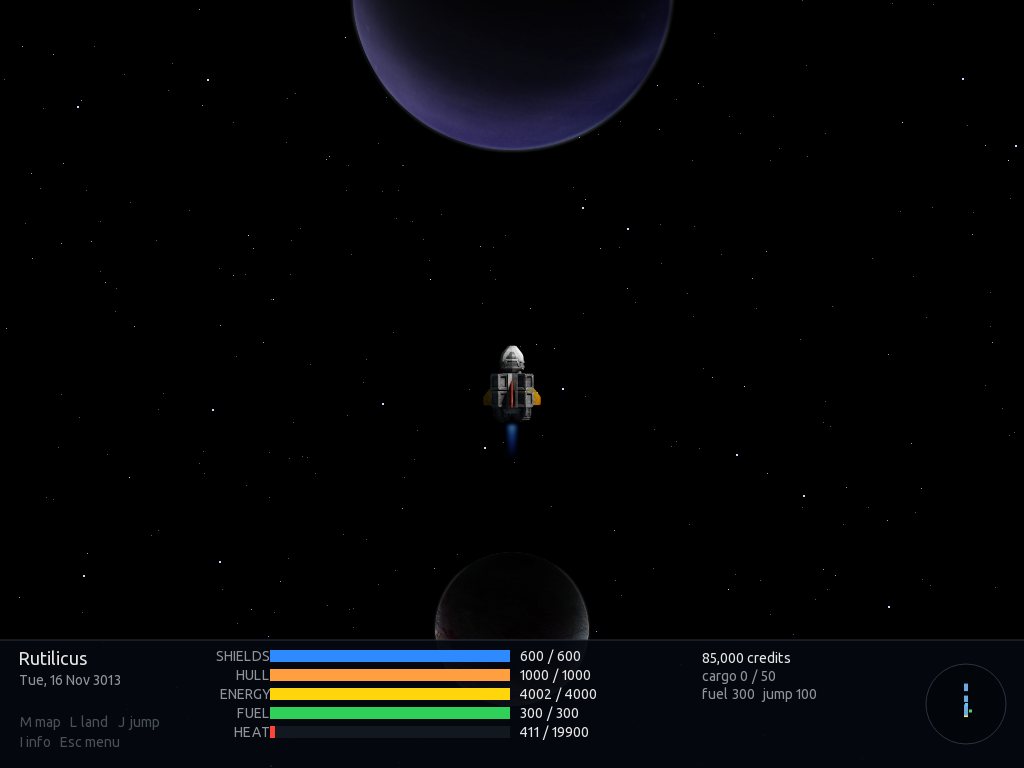 Rutilicus
Tue, 16 Nov 3013
M map L land J jump
I info Esc menu
SHIELDS 600 / 600
HULL 1000 / 1000
ENERGY 4002 / 4000
FUEL 300 / 300
HEAT 411 / 19900
85,000 credits
cargo 0 / 50
fuel 300 jump 100